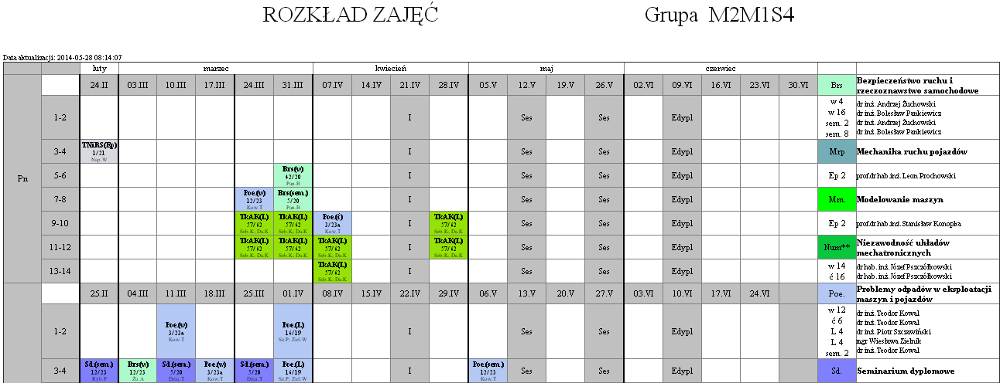 ROZKŁAD ZAJĘĆ Grupa M2M1S4
Data aktualizacji: 2014-05-28 08:14:07
luty marzec kwiecień maj czerwiec
24.II 03.III 10.III 17.III 24.III 31.III 07.IV 14.IV 21.IV 28.IV 05.V 12.V 19.V 26.V 02.VI 09.VI 16.VI 23.VI 30.VI Brs Bezpieczeństwo ruchu i
rzeczoznawstwo samochodowe
1-2 I Ses Ses Edypl
w 4 dr inż. Andrzej Żuchowski
w 16 dr inż. Bolesław Pankiewicz
sem. 2 dr inż. Andrzej Żuchowski
sem. 8 dr inż. Bolesław Pankiewicz
Pn
3-4 TNiRS(Ep) I Ses Ses Edypl Mrp Mechanika ruchu pojazdów
1/21
Nap.W
5-6 Brs(w) I Ses Ses Edypl Ep 2 prof.dr hab.inż. Leon Prochowski
42/20
Pan.B
7-8 Poe.(w) Brs(sem.) I Ses Ses Edypl Mm. Modelowanie maszyn
12/23 5/20
Kow.T Pan.B
9-10 TkAK(L) TkAK(L) Poe.(ć) I TkAK(L) Ses Ses Edypl Ep 2 prof.dr hab.inż. Stanisław Konopka
57/62 57/62 3/23a 57/62
Seb.K; Da.K Seb.K; Da.K Kow.T Seb.K; Da.K
11-12 TkAK(L) TkAK(L) TkAK(L) I TkAK(L) Ses Ses Edypl Num** Niezawodność układów
mechatronicznych
57/62 57/62 57/62 57/62
Seb.K; Da.K Seb.K; Da.K Seb.K; Da.K Seb.K; Da.K
13-14 TkAK(L) I Ses Ses Edypl
57/62
Seb.K; Da.K
w 14 dr hab. inż. Józef Pszczółkowski
ć 16 dr hab. inż. Józef Pszczółkowski
25.II 04.III 11.III 18.III 25.III 01.IV 08.IV 15.IV 22.IV 29.IV 06.V 13.V 20.V 27.V 03.VI 10.VI 17.VI 24.VI Poe. Problemy odpadów w eksploatacji
maszyn i pojazdów
1-2 Poe.(w) Poe.(L) I Ses Ses Edypl
3/23a 16/19
Kow.T Sz.P; Ziel.W
w 12 dr inż. Teodor Kowal
ć 6 dr inż. Teodor Kowal
L 4 dr inż. Piotr Szczawiński
L 4 mgr Wiesława Zielnik
sem. 2 dr inż. Teodor Kowal
3-4 Sd.(sem.) Brs(w) Sd.(sem.) Poe.(w) Sd.(sem.) Poe.(L) I Poe.(sem.) Ses Ses Edypl Sd. Seminarium dyplomowe
12/23 12/23 5/20 3/23a 5/20 16/19 12/23
Rybr.P Żu.A Dzsu.T Kow.T Dzsu.T Sz.P; Ziel.W Kow.T